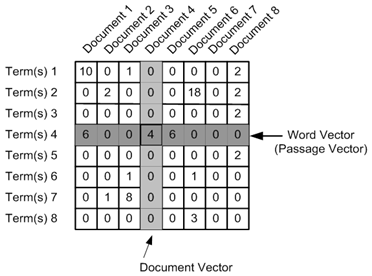 Document 1
Document 2
Document 3
Document 4
Document 5
Document 6
Document 7
Document 8
Term(s) 1 10 0 1 0 0 0 0 2
Term(s) 2 0 2 0 0 0 18 0 2
Term(s) 3 0 0 0 0 0 0 0 2
Term(s) 4 6 0 0 4 6 0 0 0
Word Vector
(Passage Vector)
Term(s) 5 0 0 0 0 0 0 0 2
Term(s) 6 0 0 1 0 0 1 0 0
Term(s) 7 0 1 8 0 0 0 0 0
Term(s) 8 0 0 0 0 0 3 0 0
Document Vector